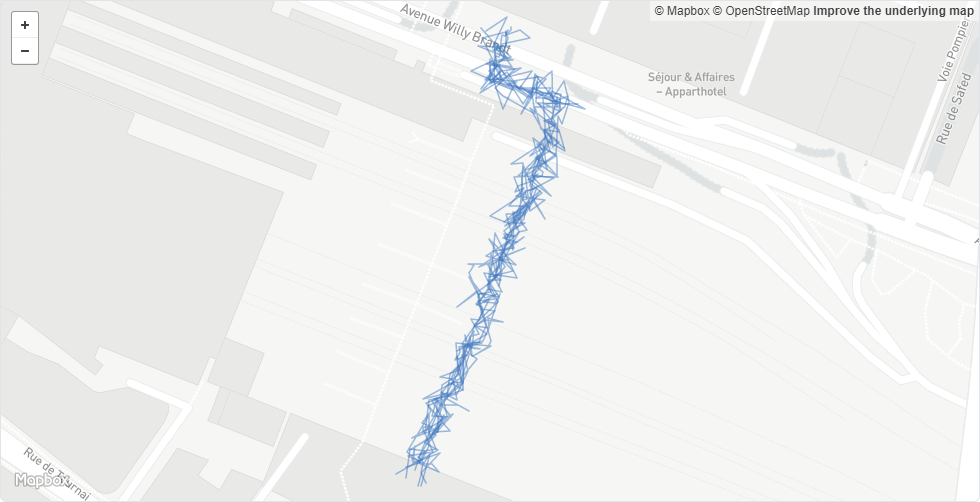 +
−
Avenue Willy Brandt
© Mapbox © OpenStreetMap Improve the underlying map
Séjour & Affaires
– Apparthotel
Voie Pompier
Rue de Safed
Rue de Tournai
Mapbox